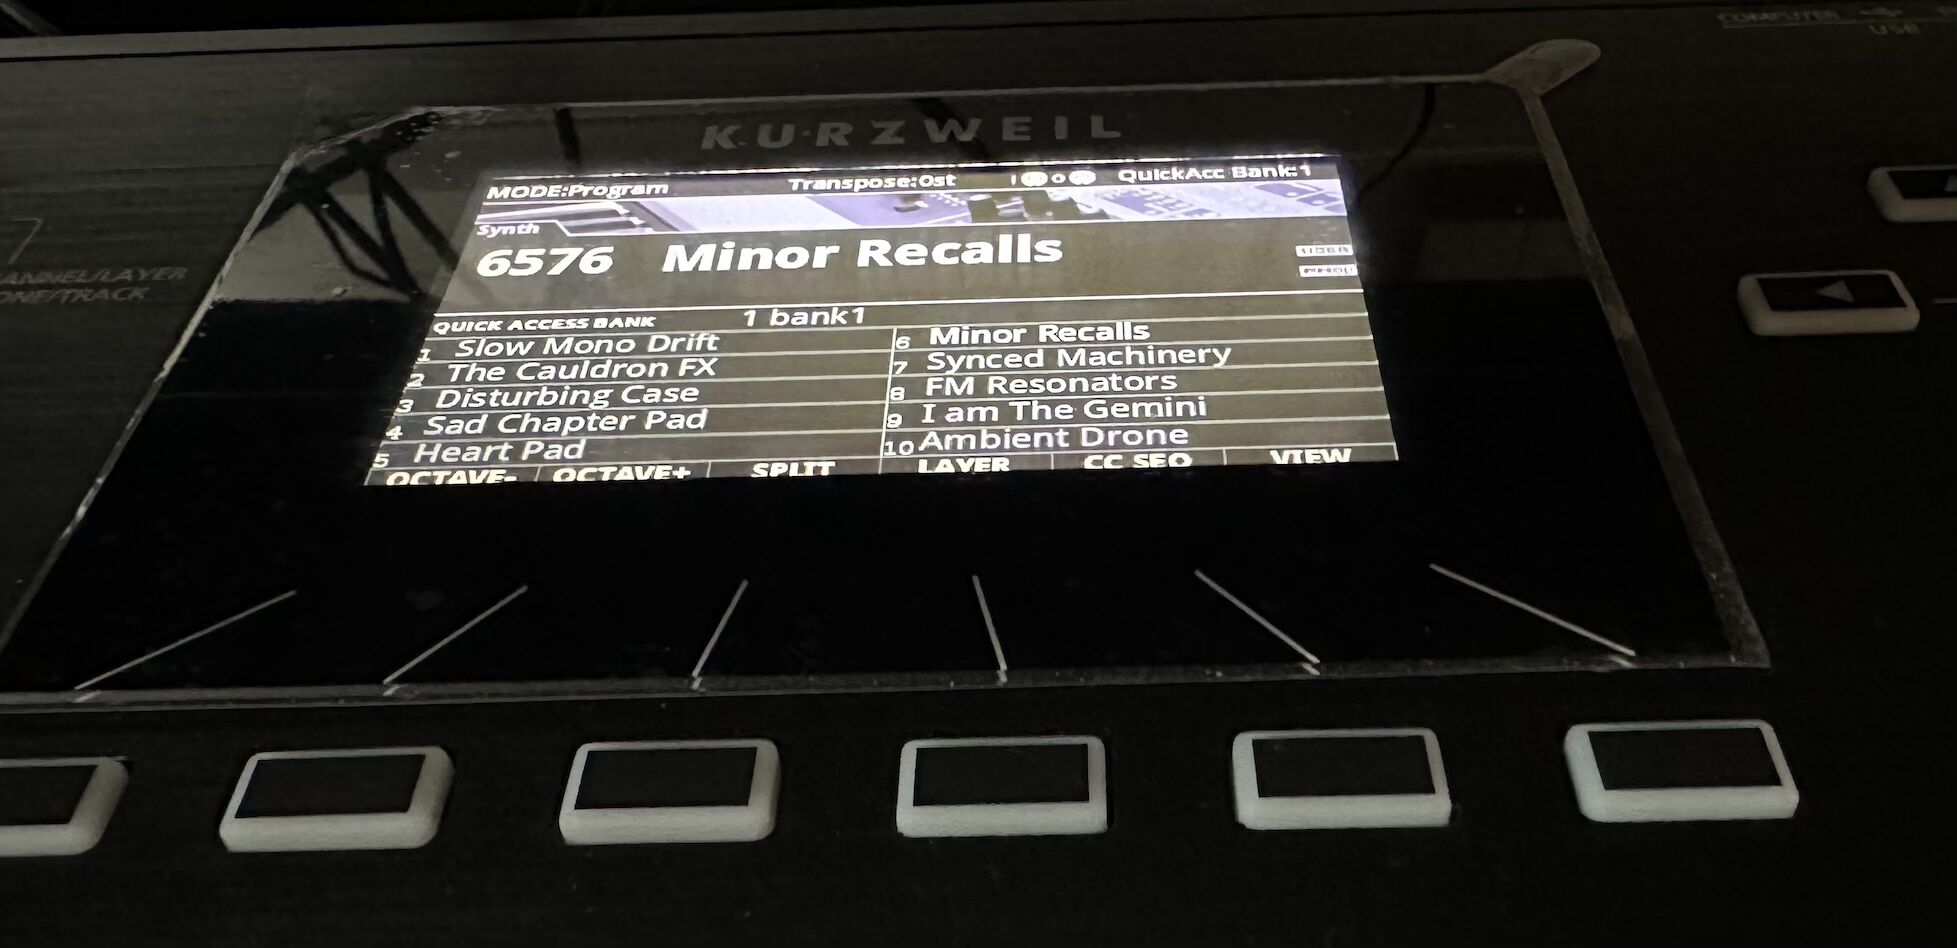 COMPUTER
USB
KURZWEIL
MODE:Program Transpose:0st QuickAcc Bank:1
Synth
6576 Minor Recalls
USER
QUICK ACCESS BANK 1 bank1
1 Slow Mono Drift
2 The Cauldron FX
3 Disturbing Case
4 Sad Chapter Pad
5 Heart Pad
6 Minor Recalls
7 Synced Machinery
8 FM Resonators
9 I am The Gemini
10 Ambient Drone
OCTAVE- OCTAVE+ SPLIT LAYER CC SEQ VIEW